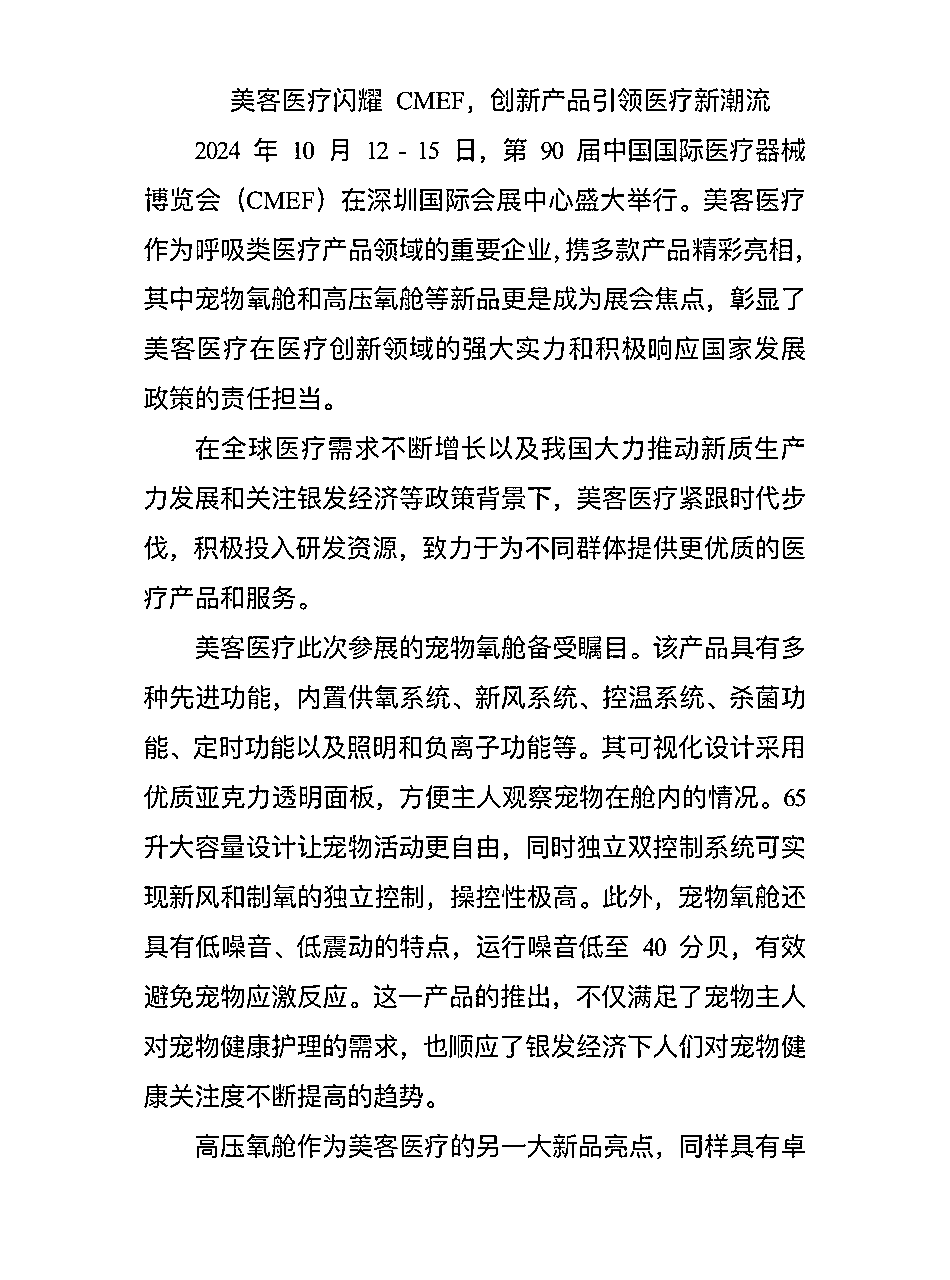 美客医疗闪耀 CMEF，创新产品引领医疗新潮流
2024 年 10 月 12 - 15 日，第 90 届中国国际医疗器械
博览会（CMEF）在深圳国际会展中心盛大举行。美客医疗
作为呼吸类医疗产品领域的重要企业，携多款产品精彩亮相，
其中宠物氧舱和高压氧舱等新品更是成为展会焦点，彰显了
美客医疗在医疗创新领域的强大实力和积极响应国家发展
政策的责任担当。
在全球医疗需求不断增长以及我国大力推动新质生产
力发展和关注银发经济等政策背景下，美客医疗紧跟时代步
伐，积极投入研发资源，致力于为不同群体提供更优质的医
疗产品和服务。
美客医疗此次参展的宠物氧舱备受瞩目。该产品具有多
种先进功能，内置供氧系统、新风系统、控温系统、杀菌功
能、定时功能以及照明和负离子功能等。其可视化设计采用
优质亚克力透明面板，方便主人观察宠物在舱内的情况。65
升大容量设计让宠物活动更自由，同时独立双控制系统可实
现新风和制氧的独立控制，操控性极高。此外，宠物氧舱还
具有低噪音、低震动的特点，运行噪音低至 40 分贝，有效
避免宠物应激反应。这一产品的推出，不仅满足了宠物主人
对宠物健康护理的需求，也顺应了银发经济下人们对宠物健
康关注度不断提高的趋势。
高压氧舱作为美客医疗的另一大新品亮点，同样具有卓